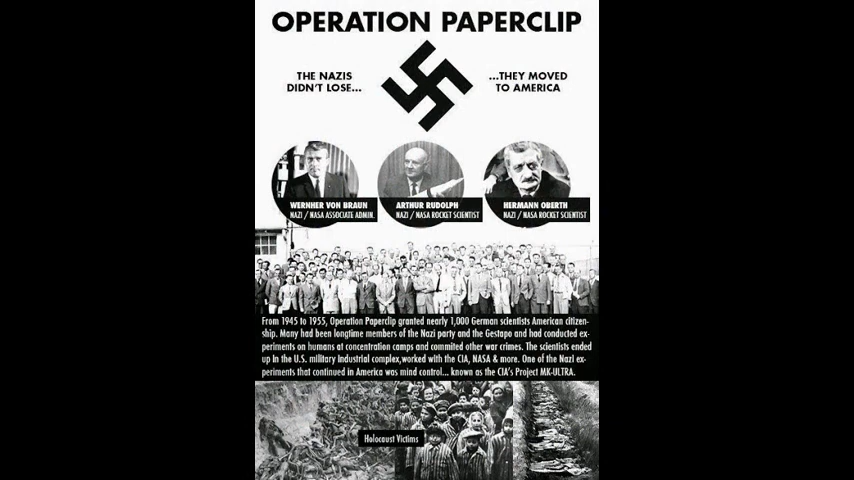 OPERATION PAPERCLIP
THE NAZIS
DIDN'T LOSE...
...THEY MOVED
TO AMERICA
WERNHER VON BRAUN
NAZI / NASA ASSOCIATE ADMIN.
ARTHUR RUDOLPH
NAZI / NASA ROCKET SCIENTIST
HERMANN OBERTH
NAZI / NASA ROCKET SCIENTIST
From 1945 to 1955, Operation Paperclip granted nearly 1,000 German scientists American citizen-
ship. Many had been longtime members of the Nazi party and the Gestapo and had conducted ex-
periments on humans at concentration camps and commited other war crimes. The scientists ended
up in the U.S. military industrial complex,worked with the CIA, NASA & more. One of the Nazi ex-
periments that continued in America was mind control... known as the CIA's Project MK-ULTRA.
Holocaust Victims